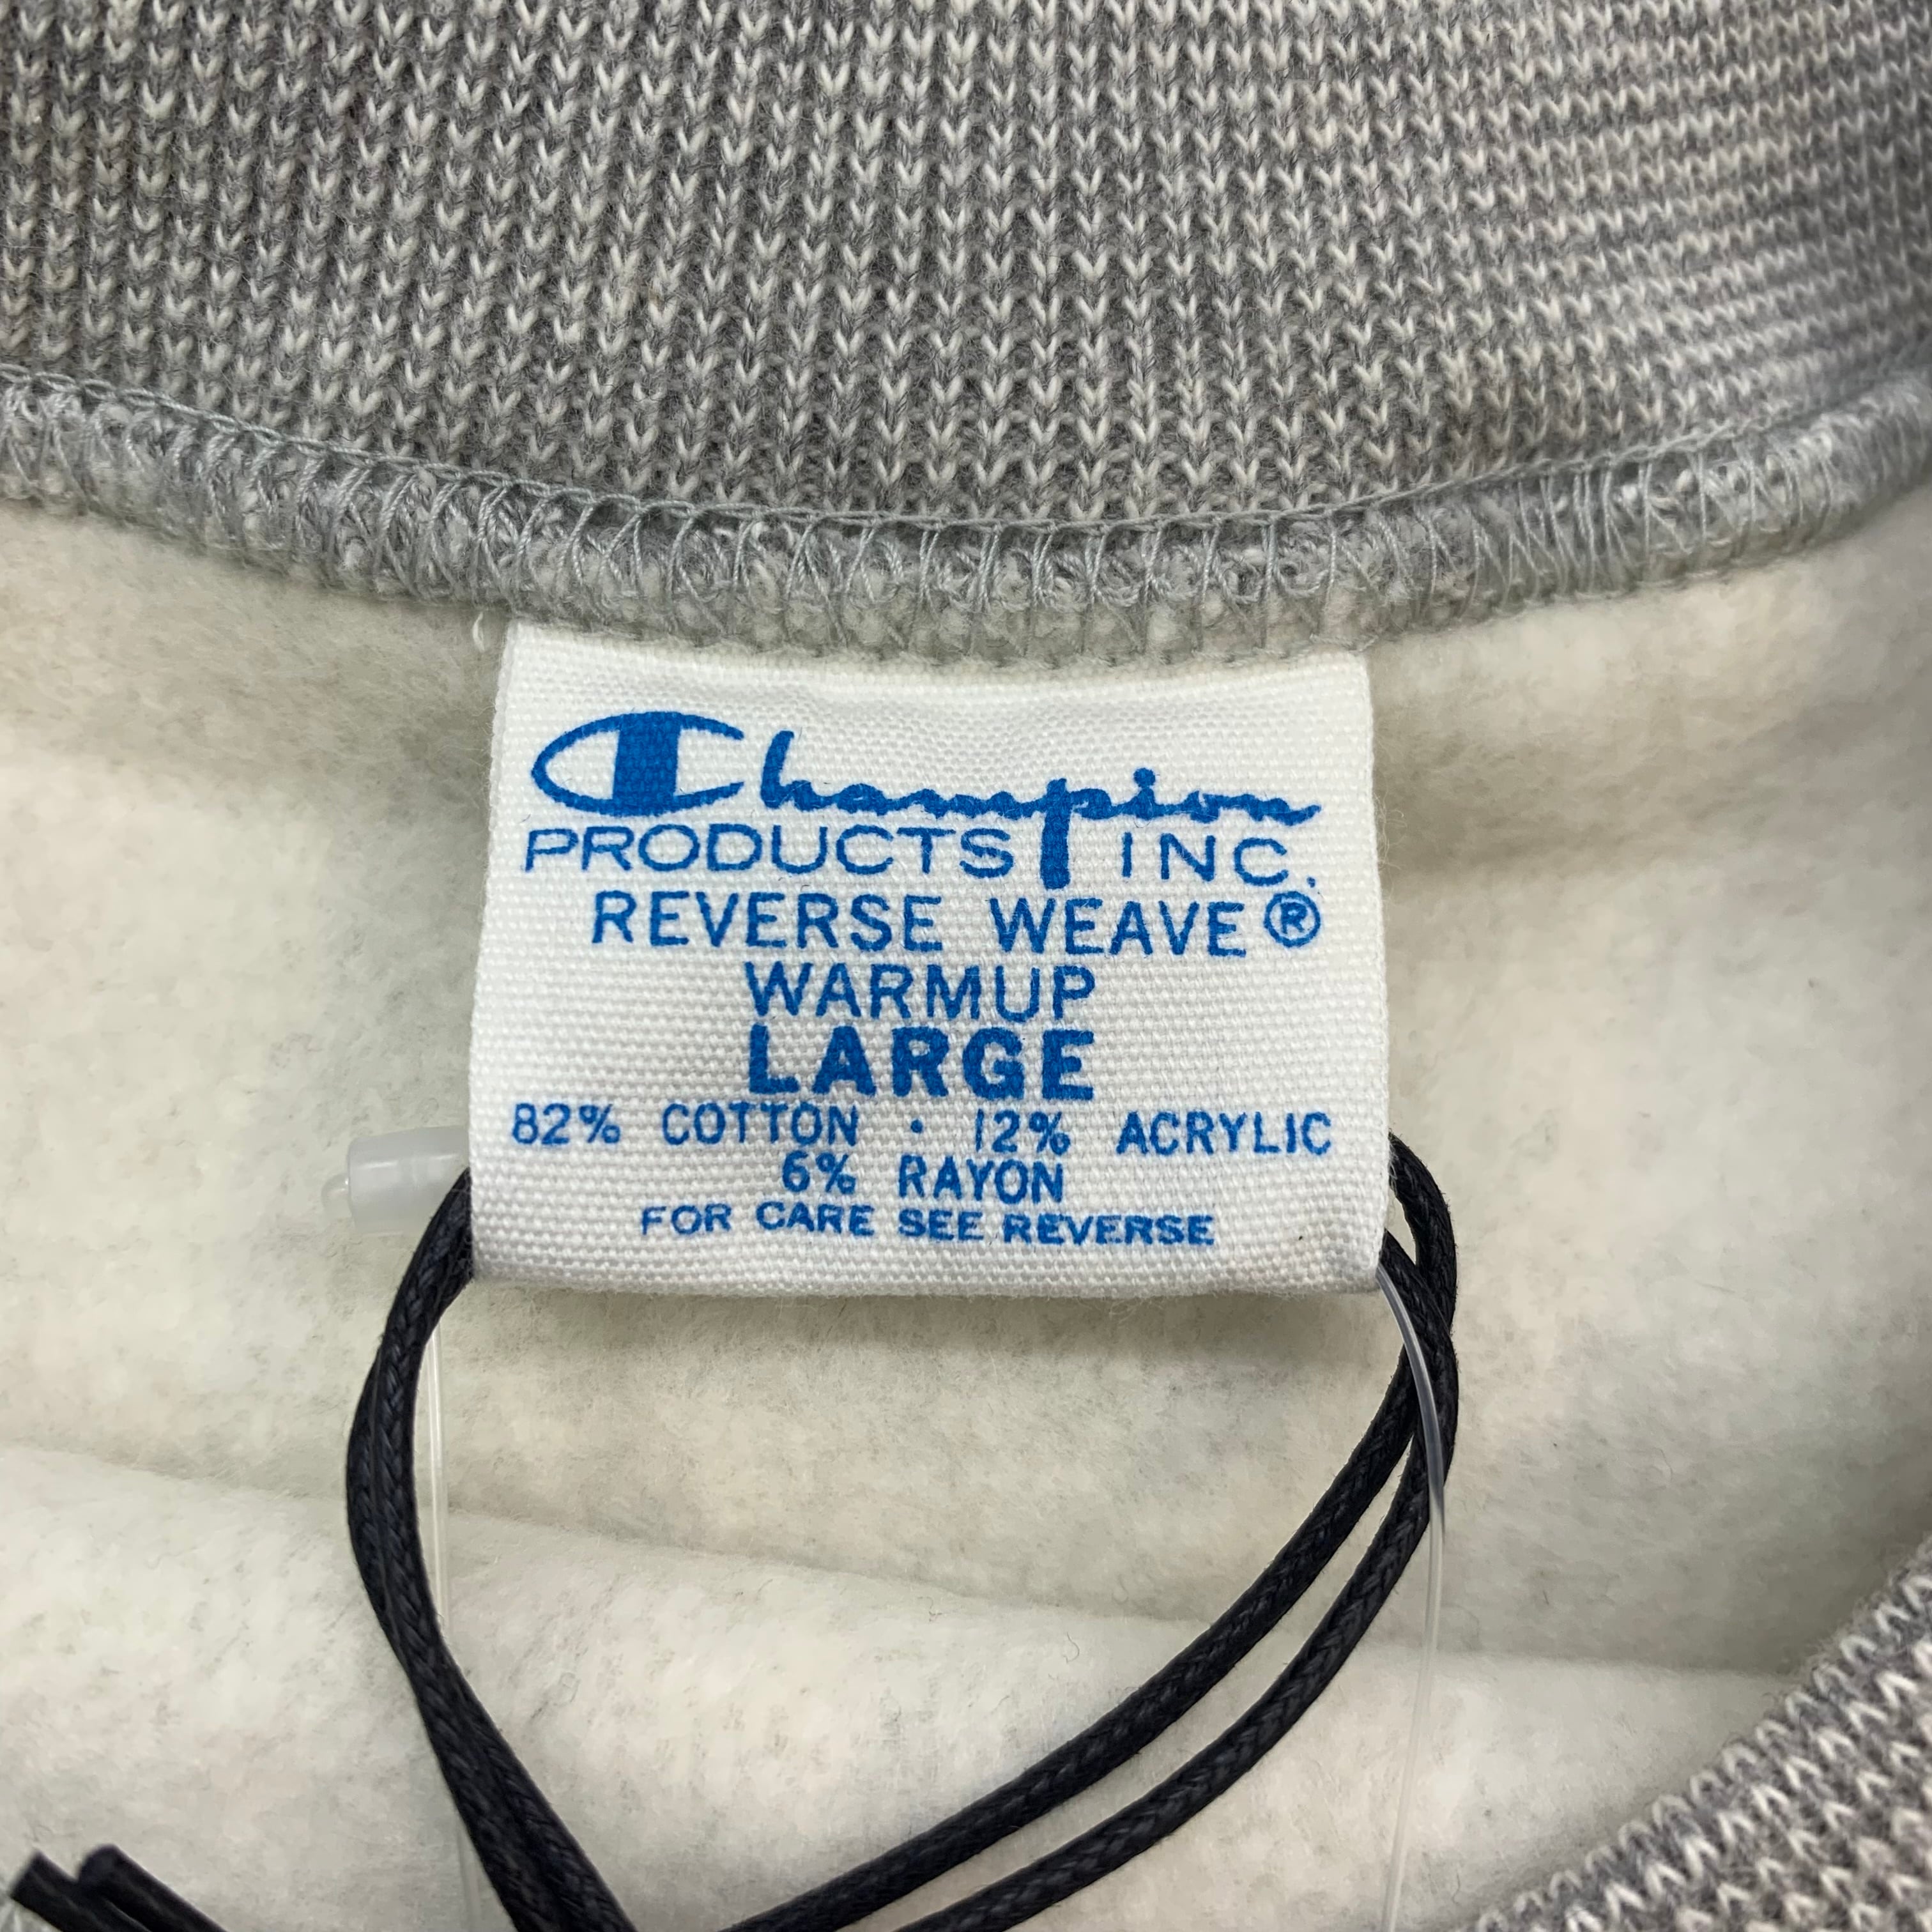 Champion
PRODUCTS INC.
REVERSE WEAVE®
WARMUP
LARGE
82% COTTON · 12% ACRYLIC
6% RAYON
FOR CARE SEE REVERSE